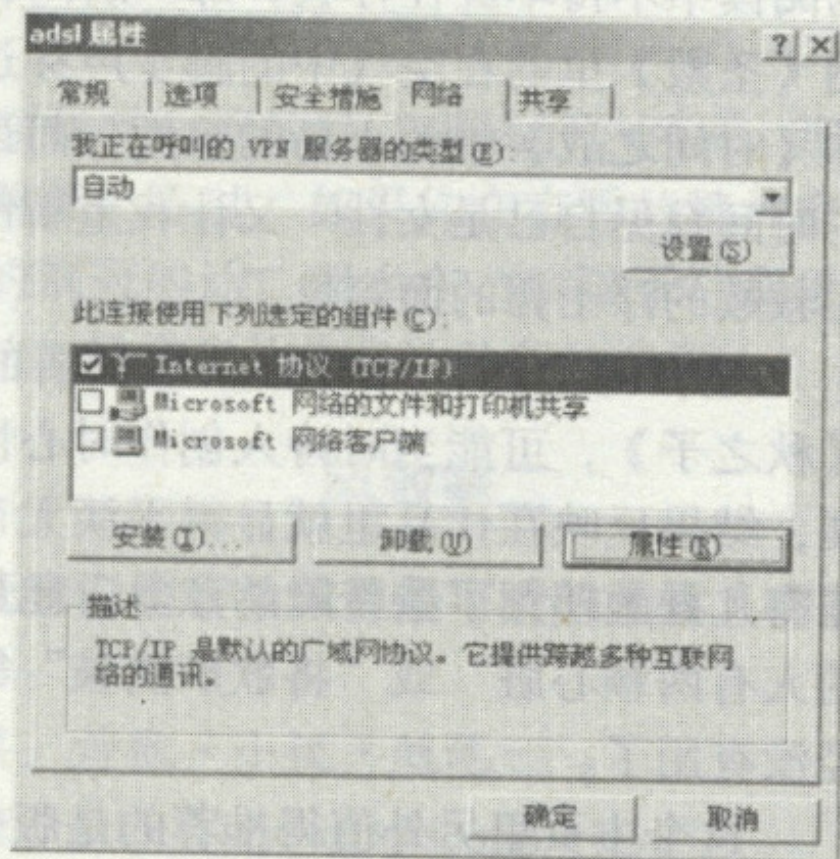 adsl 属性
常规 选项 安全措施 网络 共享
我正在呼叫的 VPN 服务器的类型(E):
自动
设置(S)
此连接使用下列选定的组件(C):
Internet 协议 (TCP/IP)
Microsoft 网络的文件和打印机共享
Microsoft 网络客户端
安装(I)... 卸载(U) 属性(R)
描述
TCP/IP 是默认的广域网协议。它提供跨越多种互联网
络的通讯。
确定 取消